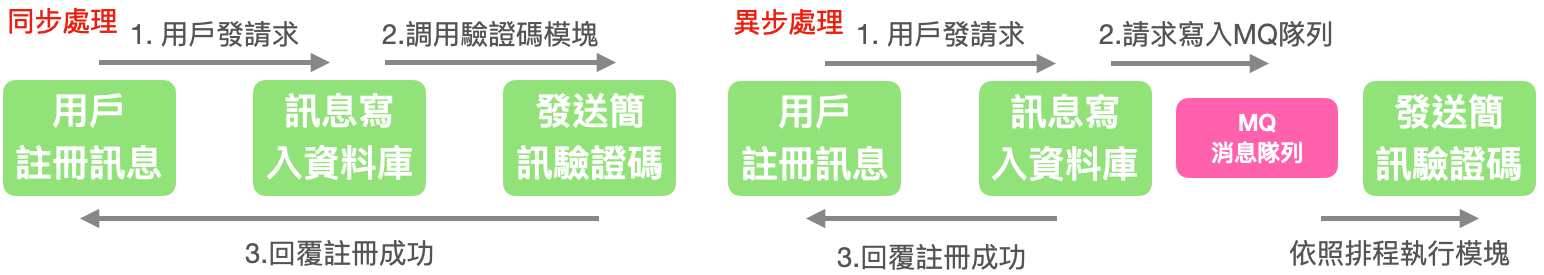 同步處理
1. 用戶發請求
2.調用驗證碼模塊
用戶
註冊訊息
訊息寫
入資料庫
發送簡
訊驗證碼
3.回覆註冊成功
異步處理
1. 用戶發請求
2.請求寫入MQ隊列
用戶
註冊訊息
訊息寫
入資料庫
MQ
消息隊列
發送簡
訊驗證碼
3.回覆註冊成功
依照排程執行模塊